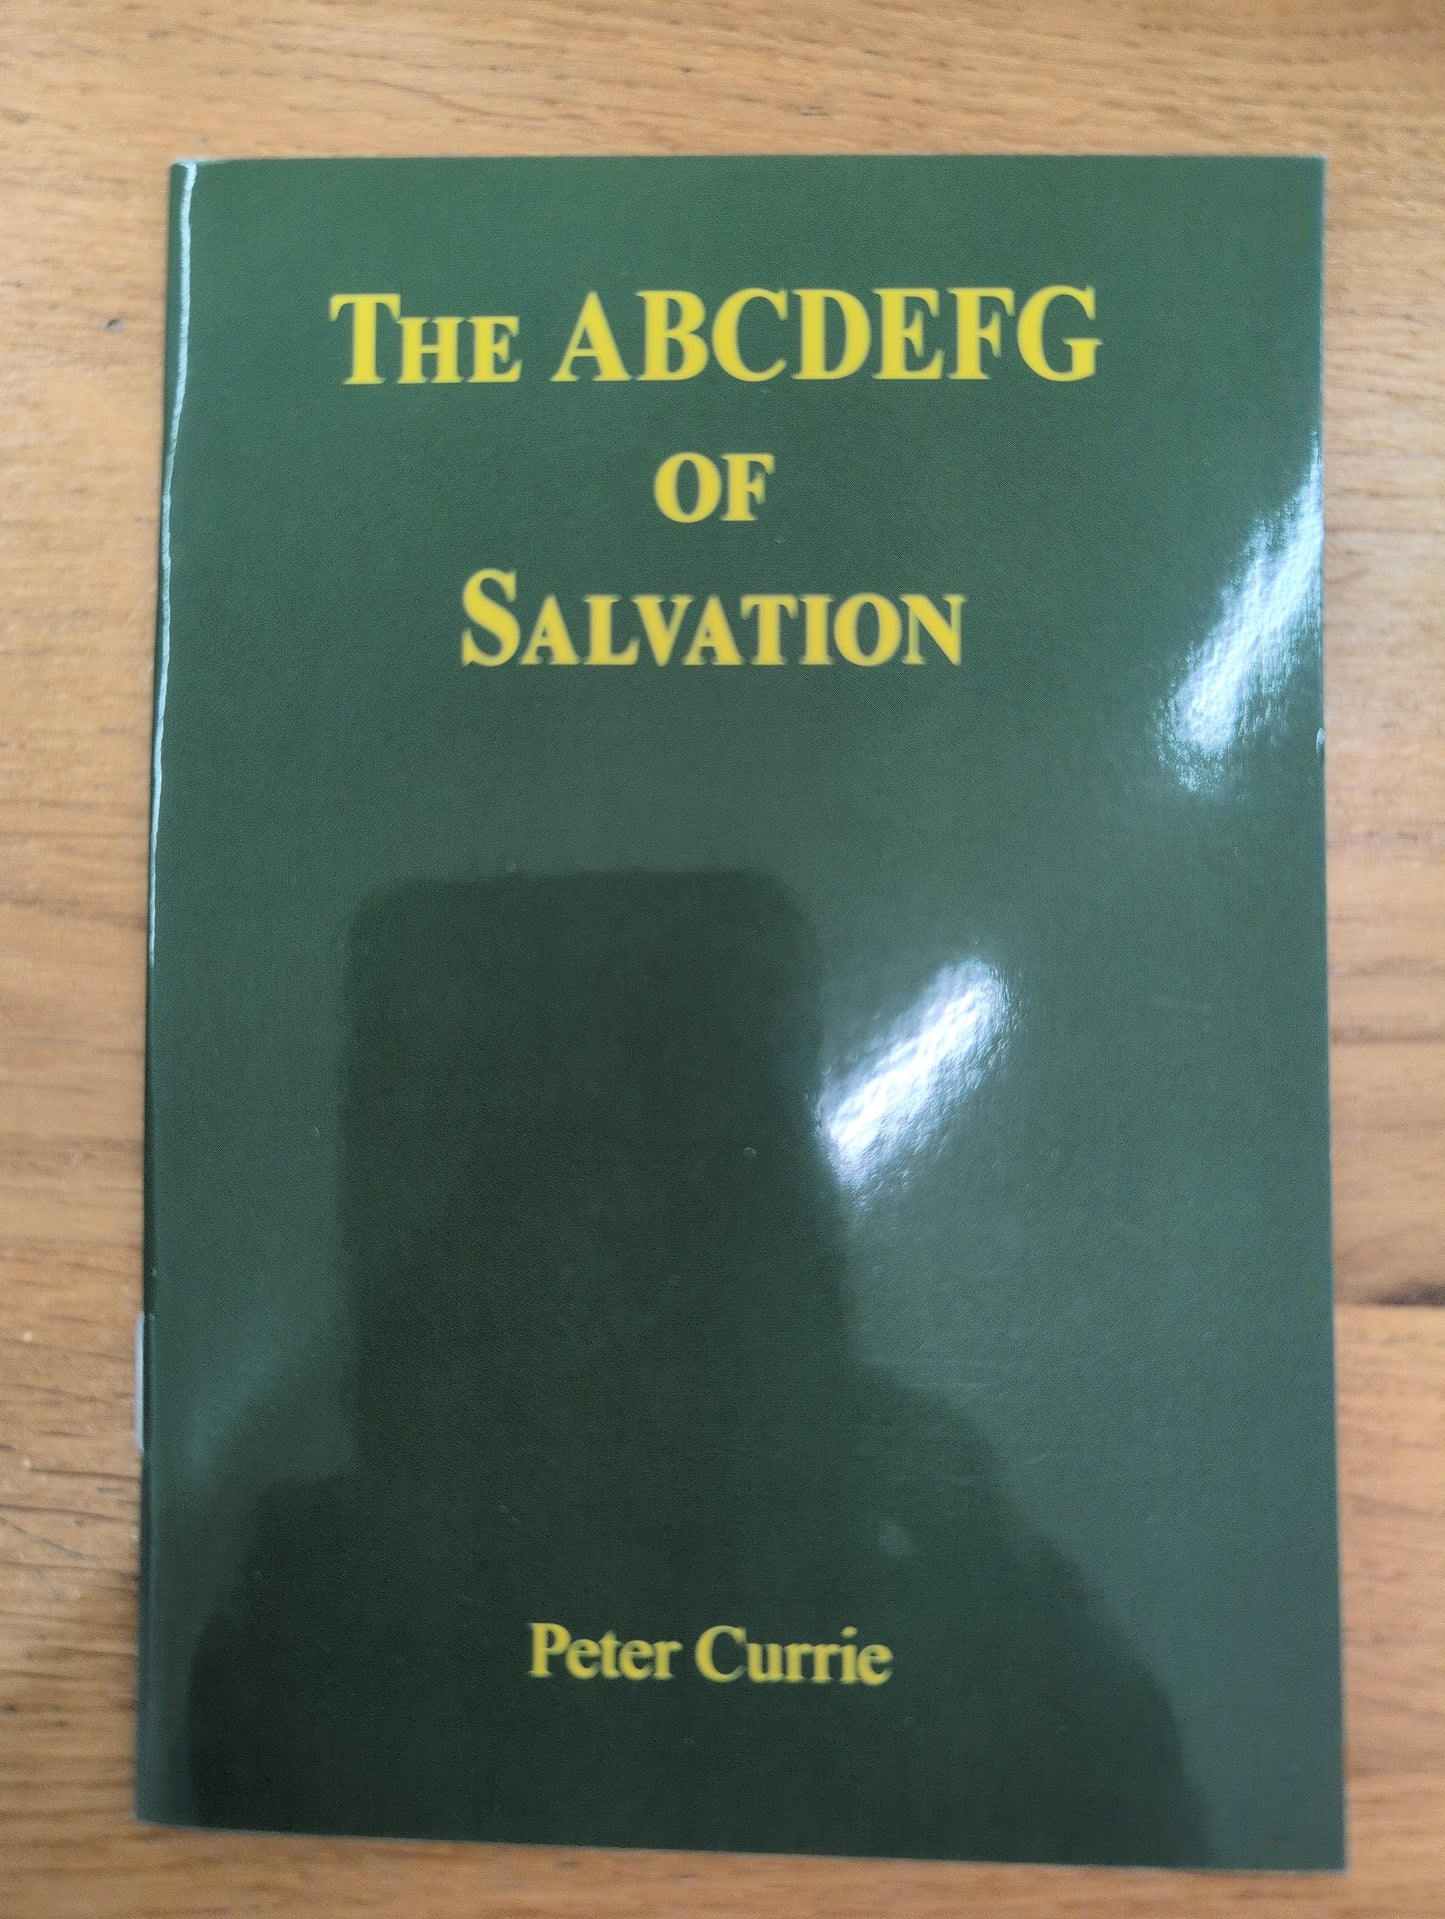 THE ABCDEFG
OF
SALVATION
Peter Currie